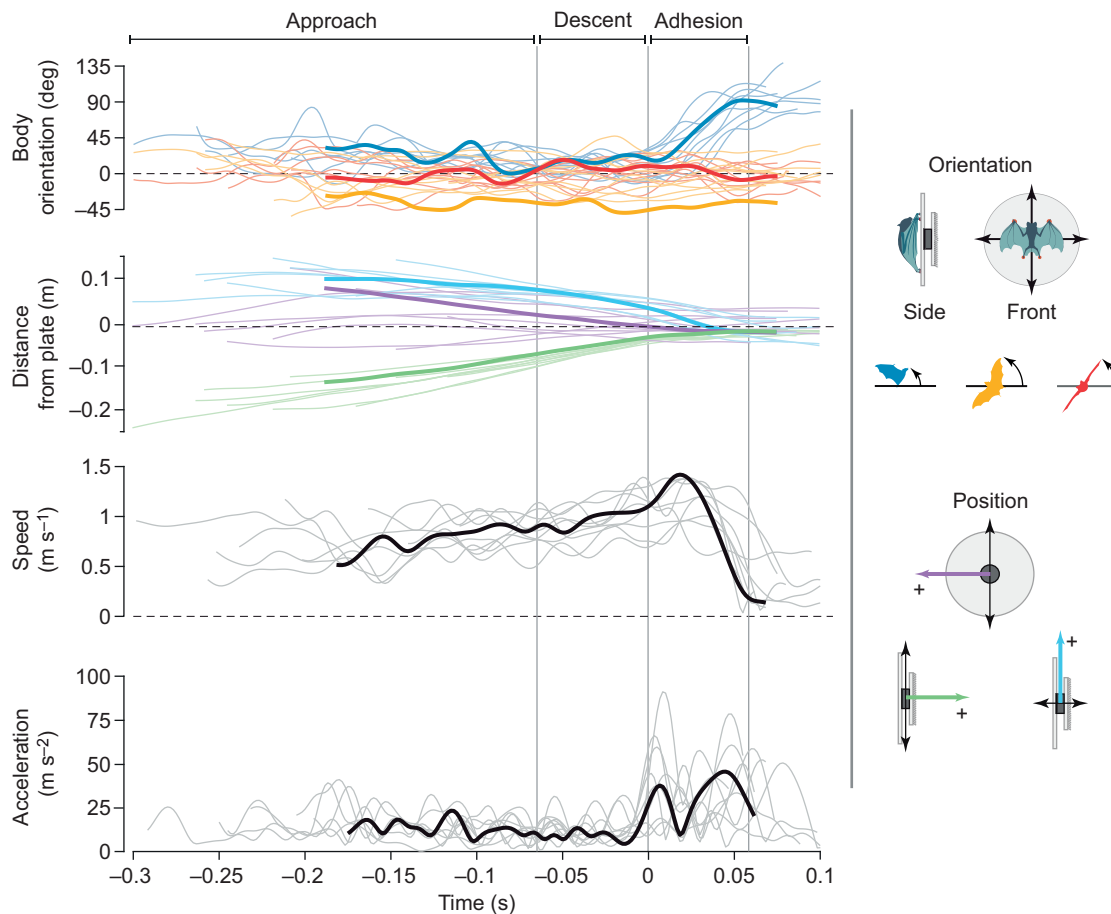 Approach
Descent
Adhesion
Body
orientation (deg)
135
90
45
0
–45
Distance
from plate (m)
0.1
0
–0.1
–0.2
Speed
(m s–1)
1.5
1
0.5
0
Acceleration
(m s–2)
100
75
50
25
0
–0.3
–0.25
–0.2
–0.15
–0.1
–0.05
0
0.05
0.1
Time (s)
Orientation
Side
Front
Position
+
+
+